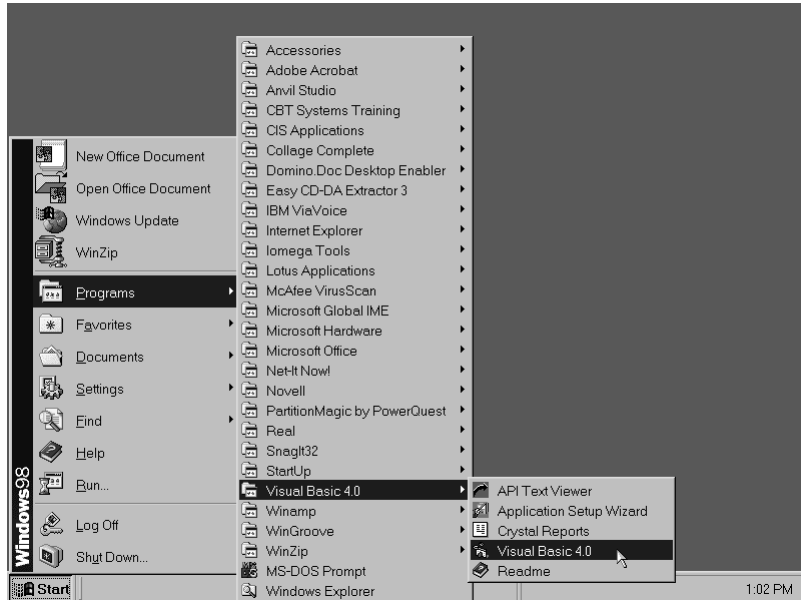 New Office Document
Open Office Document
Windows Update
WinZip
Programs
Favorites
Documents
Settings
Find
Help
Run...
Log Off
Shut Down...
Windows98
Accessories
Adobe Acrobat
Anvil Studio
CBT Systems Training
CIS Applications
Collage Complete
Domino.Doc Desktop Enabler
Easy CD-DA Extractor 3
IBM ViaVoice
Internet Explorer
Iomega Tools
Lotus Applications
McAfee VirusScan
Microsoft Global IME
Microsoft Hardware
Microsoft Office
Net-It Now!
Novell
PartitionMagic by PowerQuest
Real
SnagIt32
StartUp
Visual Basic 4.0
Winamp
WinGroove
WinZip
MS-DOS Prompt
Windows Explorer
API Text Viewer
Application Setup Wizard
Crystal Reports
Visual Basic 4.0
Readme
Start
1:02 PM